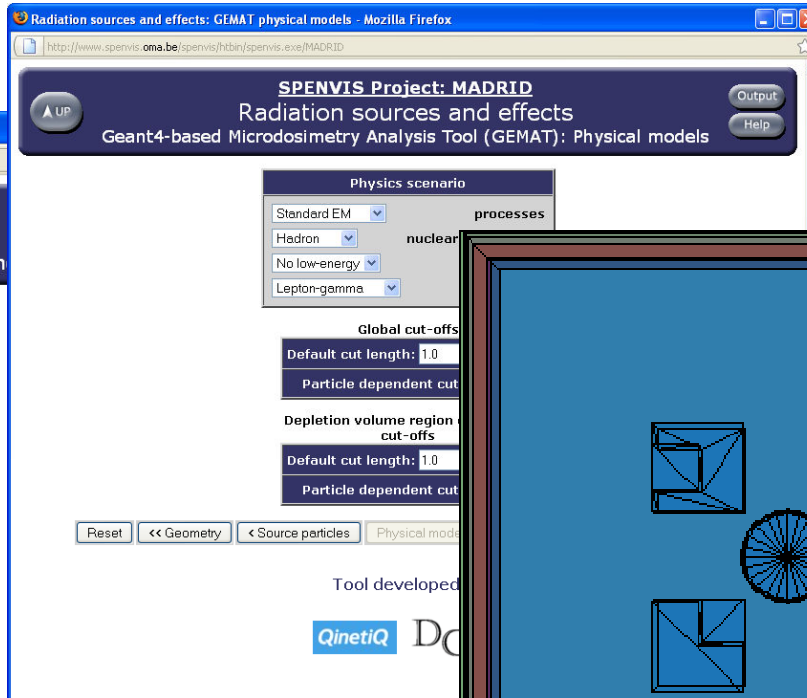 Radiation sources and effects: GEMAT physical models - Mozilla Firefox
http://www.spenvis.oma.be/spenvis/htbin/spenvis.exe/MADRID
SPENVIS Project: MADRID
UP
Radiation sources and effects
Geant4-based Microdosimetry Analysis Tool (GEMAT): Physical models
Output
Help
Physics scenario
Standard EM processes
Hadron nuclear
No low-energy
Lepton-gamma
Global cut-offs
Default cut length: 1.0
Particle dependent cut
Depletion volume region
cut-offs
Default cut length: 1.0
Particle dependent cut
Reset << Geometry < Source particles Physical mode
Tool developed
QinetiQ